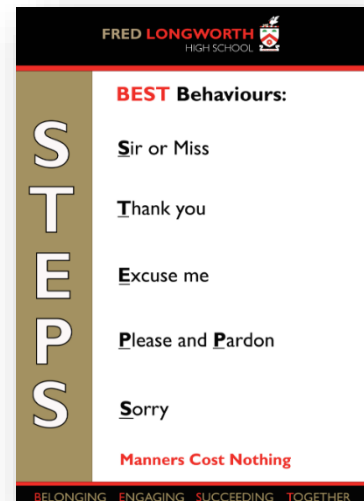 FRED LONGWORTH
HIGH SCHOOL
BEST Behaviours:
STEPS
Sir or Miss
Thank you
Excuse me
Please and Pardon
Sorry
Manners Cost Nothing
BELONGING ENGAGING SUCCEEDING TOGETHER